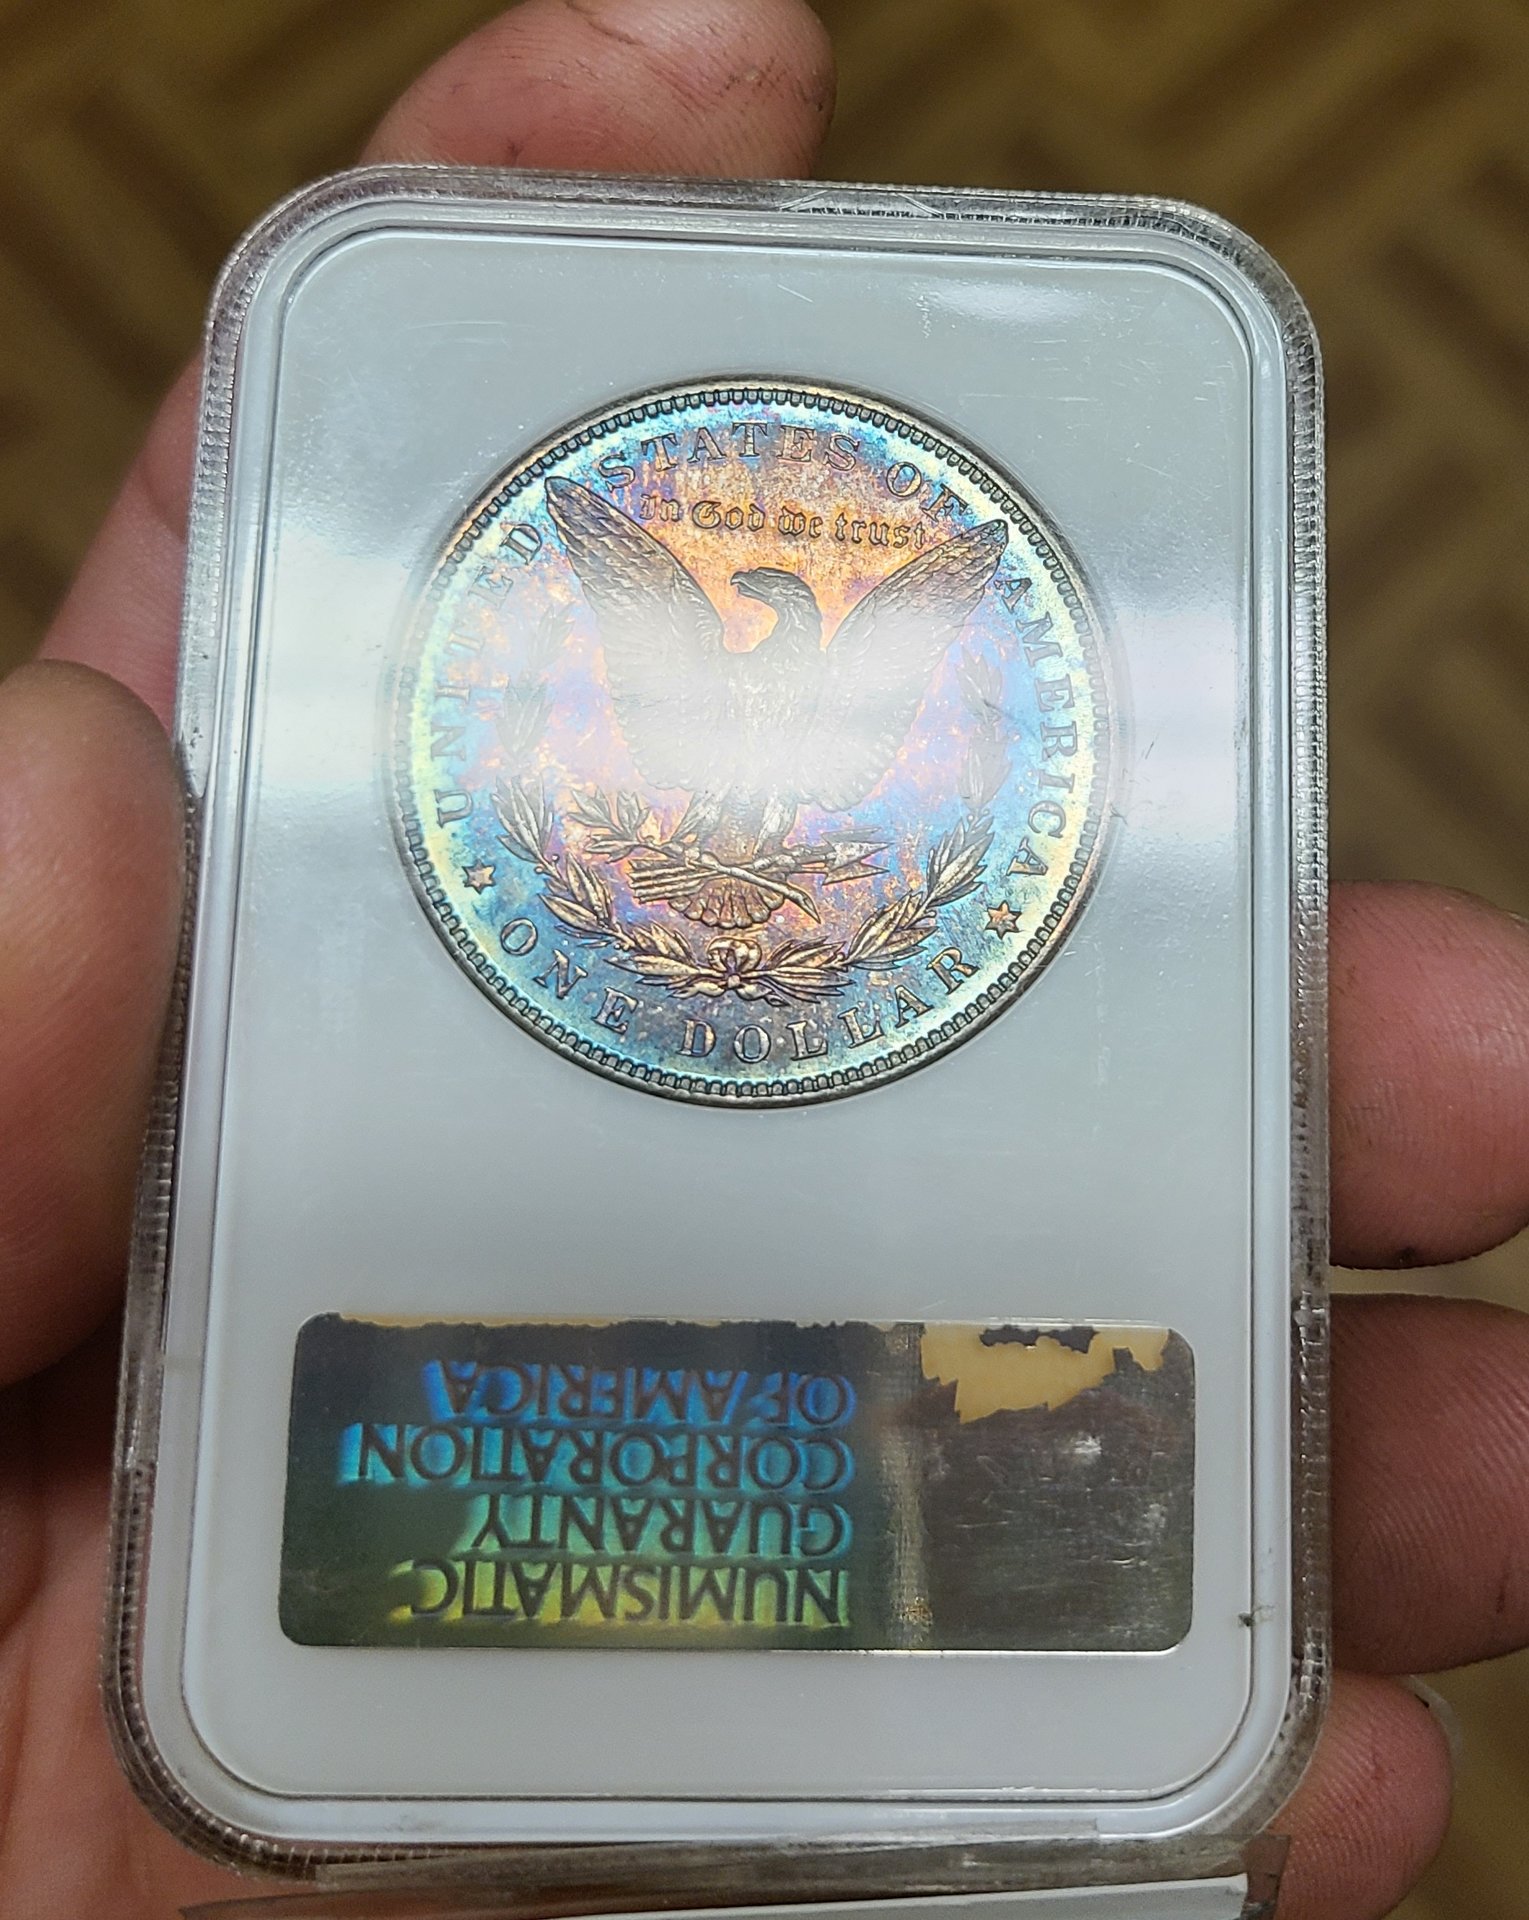 UNITED STATES OF AMERICA
In God we trust
ONE DOLLAR
NUMISMATIC
GUARANTY
CORPORATION
OF AMERICA